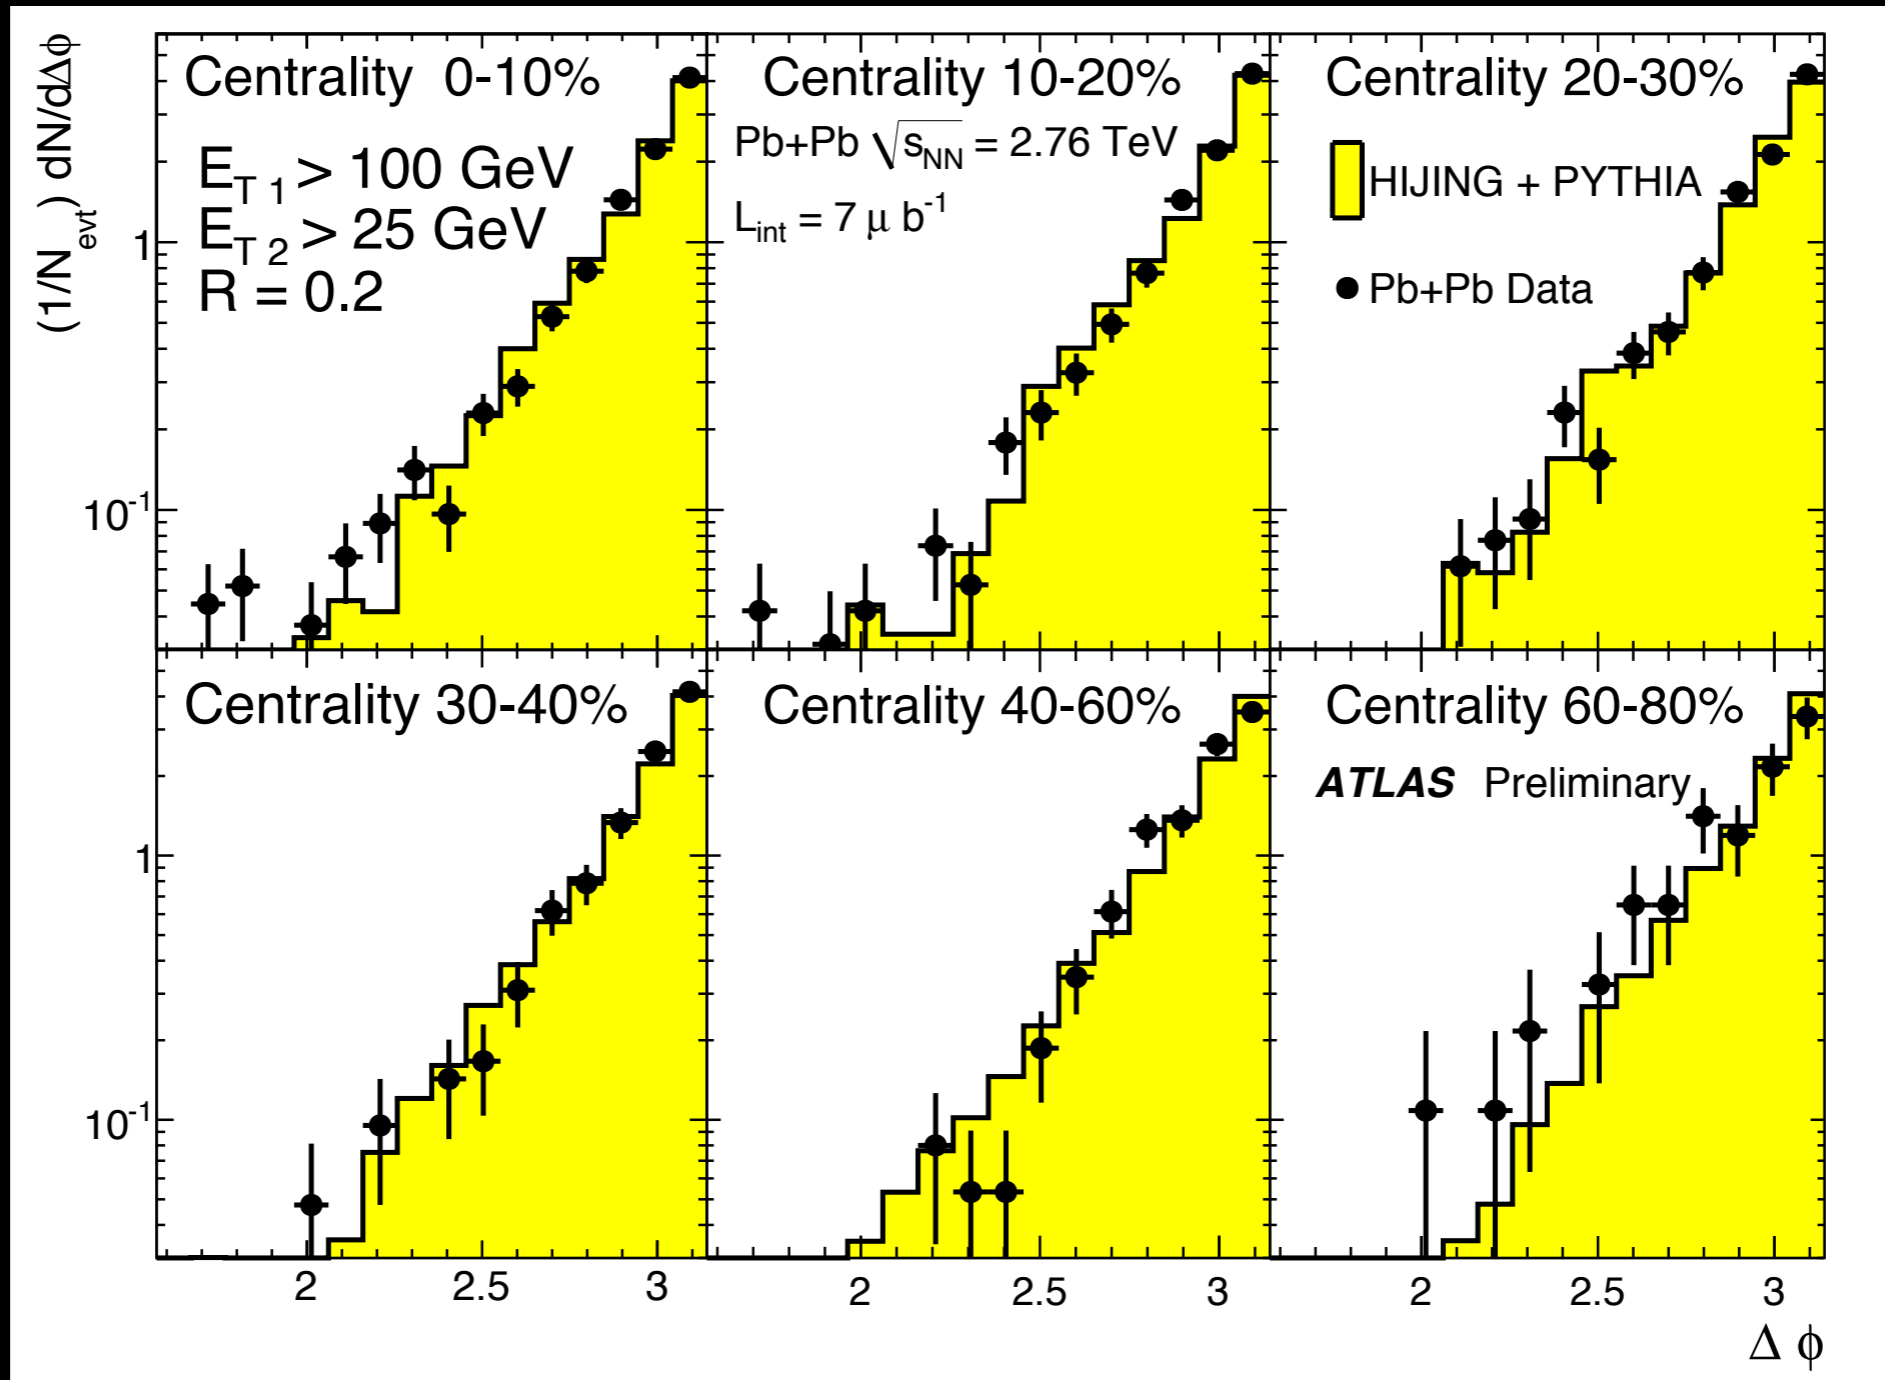 (1/N_evt) dN/dΔϕ
Centrality 0-10%
E_T 1 > 100 GeV
E_T 2 > 25 GeV
R = 0.2
1
10^-1
Centrality 10-20%
Pb+Pb √s_NN = 2.76 TeV
L_int = 7 μ b^-1
Centrality 20-30%
HIJING + PYTHIA
Pb+Pb Data
Centrality 30-40%
1
10^-1
2 2.5 3
Centrality 40-60%
2 2.5 3
Centrality 60-80%
ATLAS Preliminary
2 2.5 3
Δ ϕ